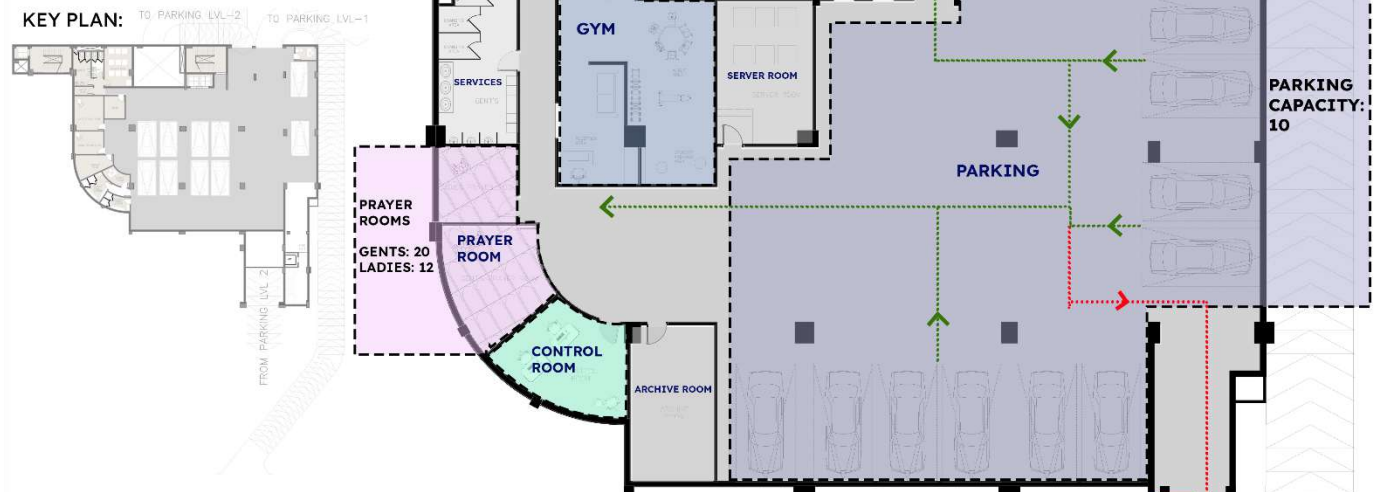 KEY PLAN:
TO PARKING LVL-2
TO PARKING LVL-1
FROM PARKING LVL 2
SERVICES
GENTS
GYM
SERVER ROOM
PARKING
CAPACITY:
10
PARKING
PRAYER
ROOMS
GENTS: 20
LADIES: 12
PRAYER
ROOM
CONTROL
ROOM
ARCHIVE ROOM